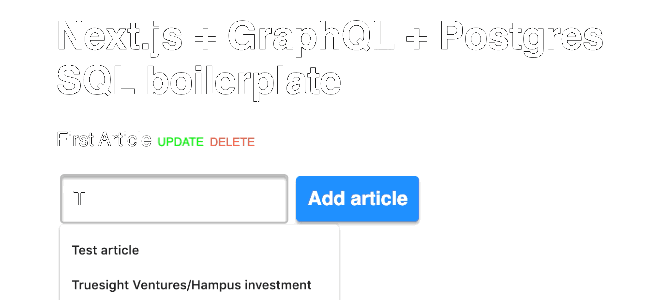 Next.js + GraphQL + Postgres
SQL boilerplate
First Article UPDATE DELETE
T Add article
Test article
Truesight Ventures/Hampus investment